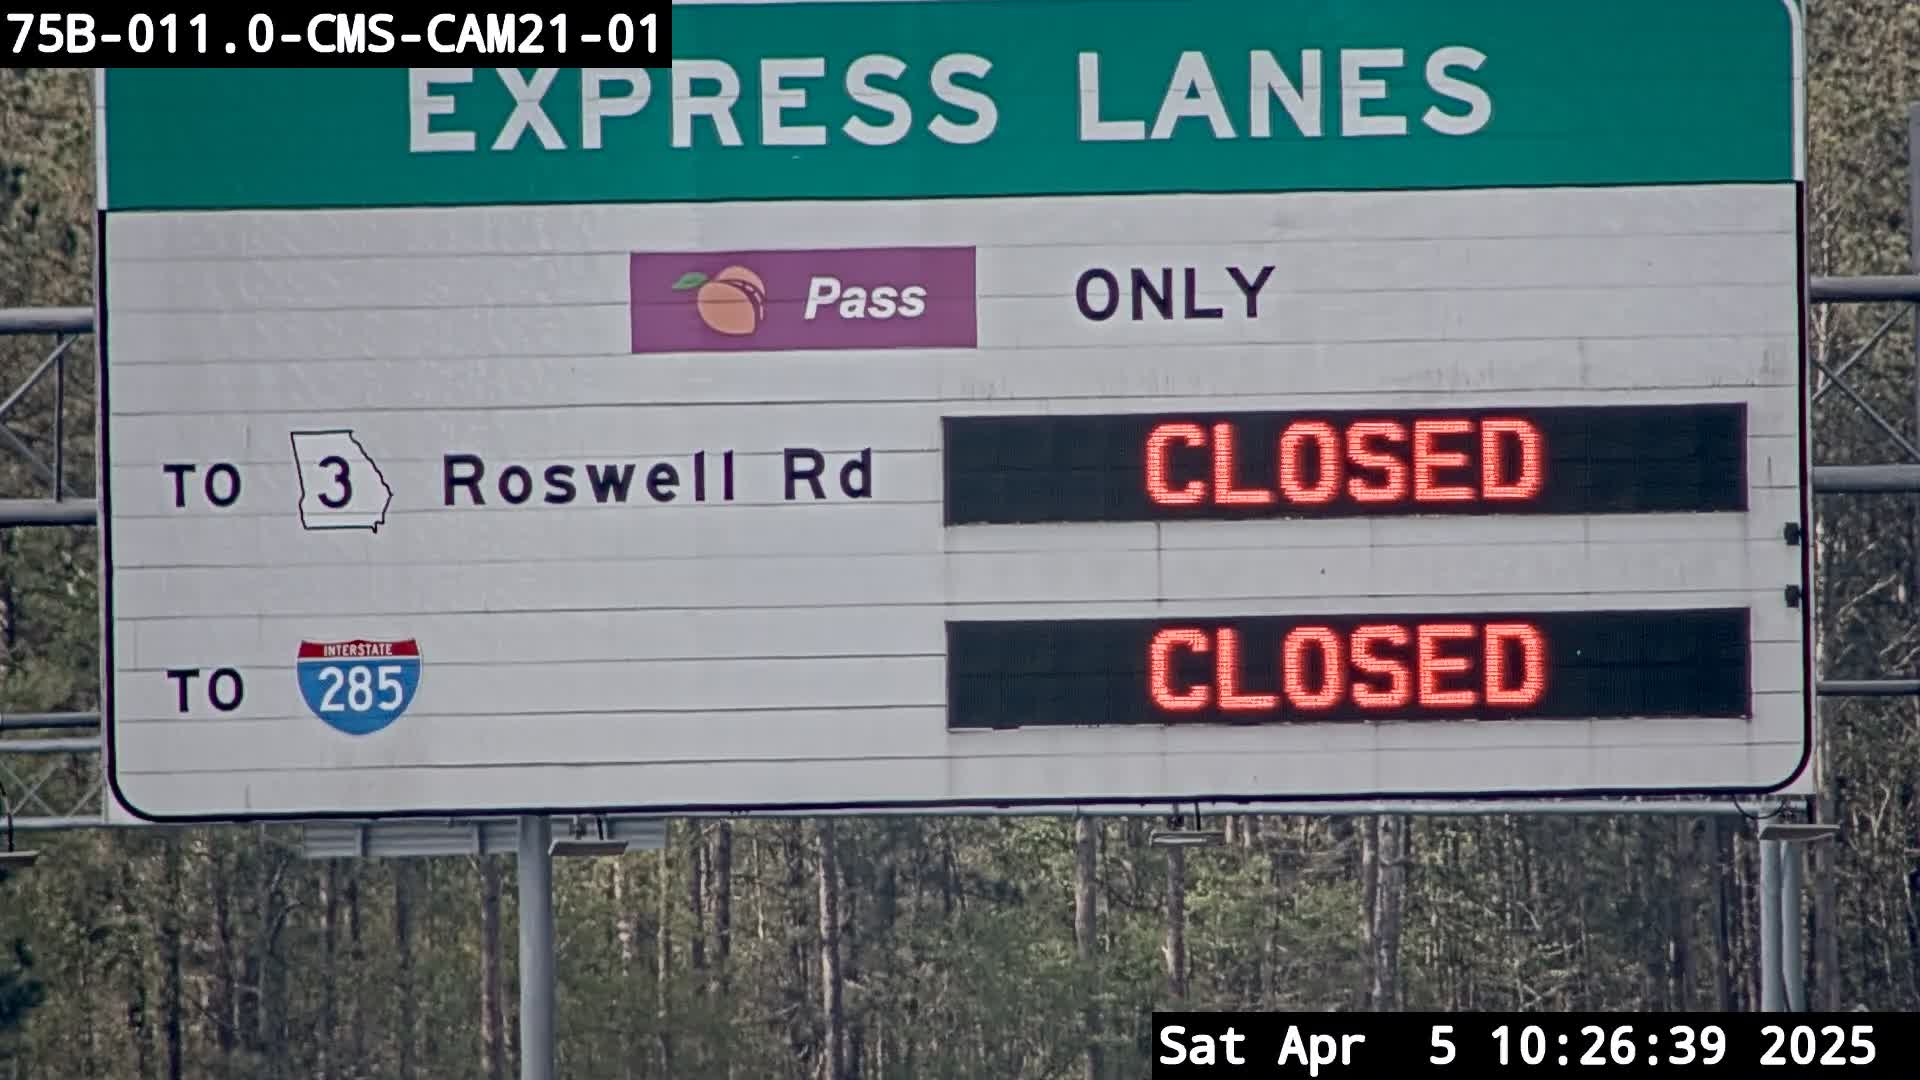 75B-011.0-CMS-CAM21-01
EXPRESS LANES
Pass ONLY
TO 3 Roswell Rd CLOSED
TO INTERSTATE 285 CLOSED
Sat Apr 5 10:26:39 2025